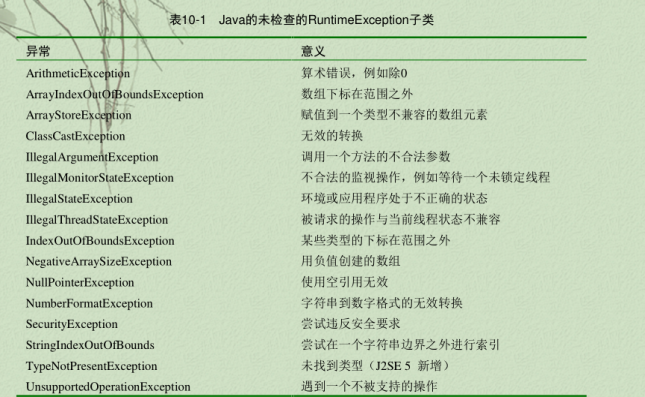 表10-1 Java的未检查的RuntimeException子类
异常 意义
ArithmeticException 算术错误，例如除0
ArrayIndexOutOfBoundsException 数组下标在范围之外
ArrayStoreException 赋值到一个类型不兼容的数组元素
ClassCastException 无效的转换
IllegalArgumentException 调用一个方法的不合法参数
IllegalMonitorStateException 不合法的监视操作，例如等待一个未锁定线程
IllegalStateException 环境或应用程序处于不正确的状态
IllegalThreadStateException 被请求的操作与当前线程状态不兼容
IndexOutOfBoundsException 某些类型的下标在范围之外
NegativeArraySizeException 用负值创建的数组
NullPointerException 使用空引用无效
NumberFormatException 字符串到数字格式的无效转换
SecurityException 尝试违反安全要求
StringIndexOutOfBounds 尝试在一个字符串边界之外进行索引
TypeNotPresentException 未找到类型（J2SE 5 新增）
UnsupportedOperationException 遇到一个不被支持的操作